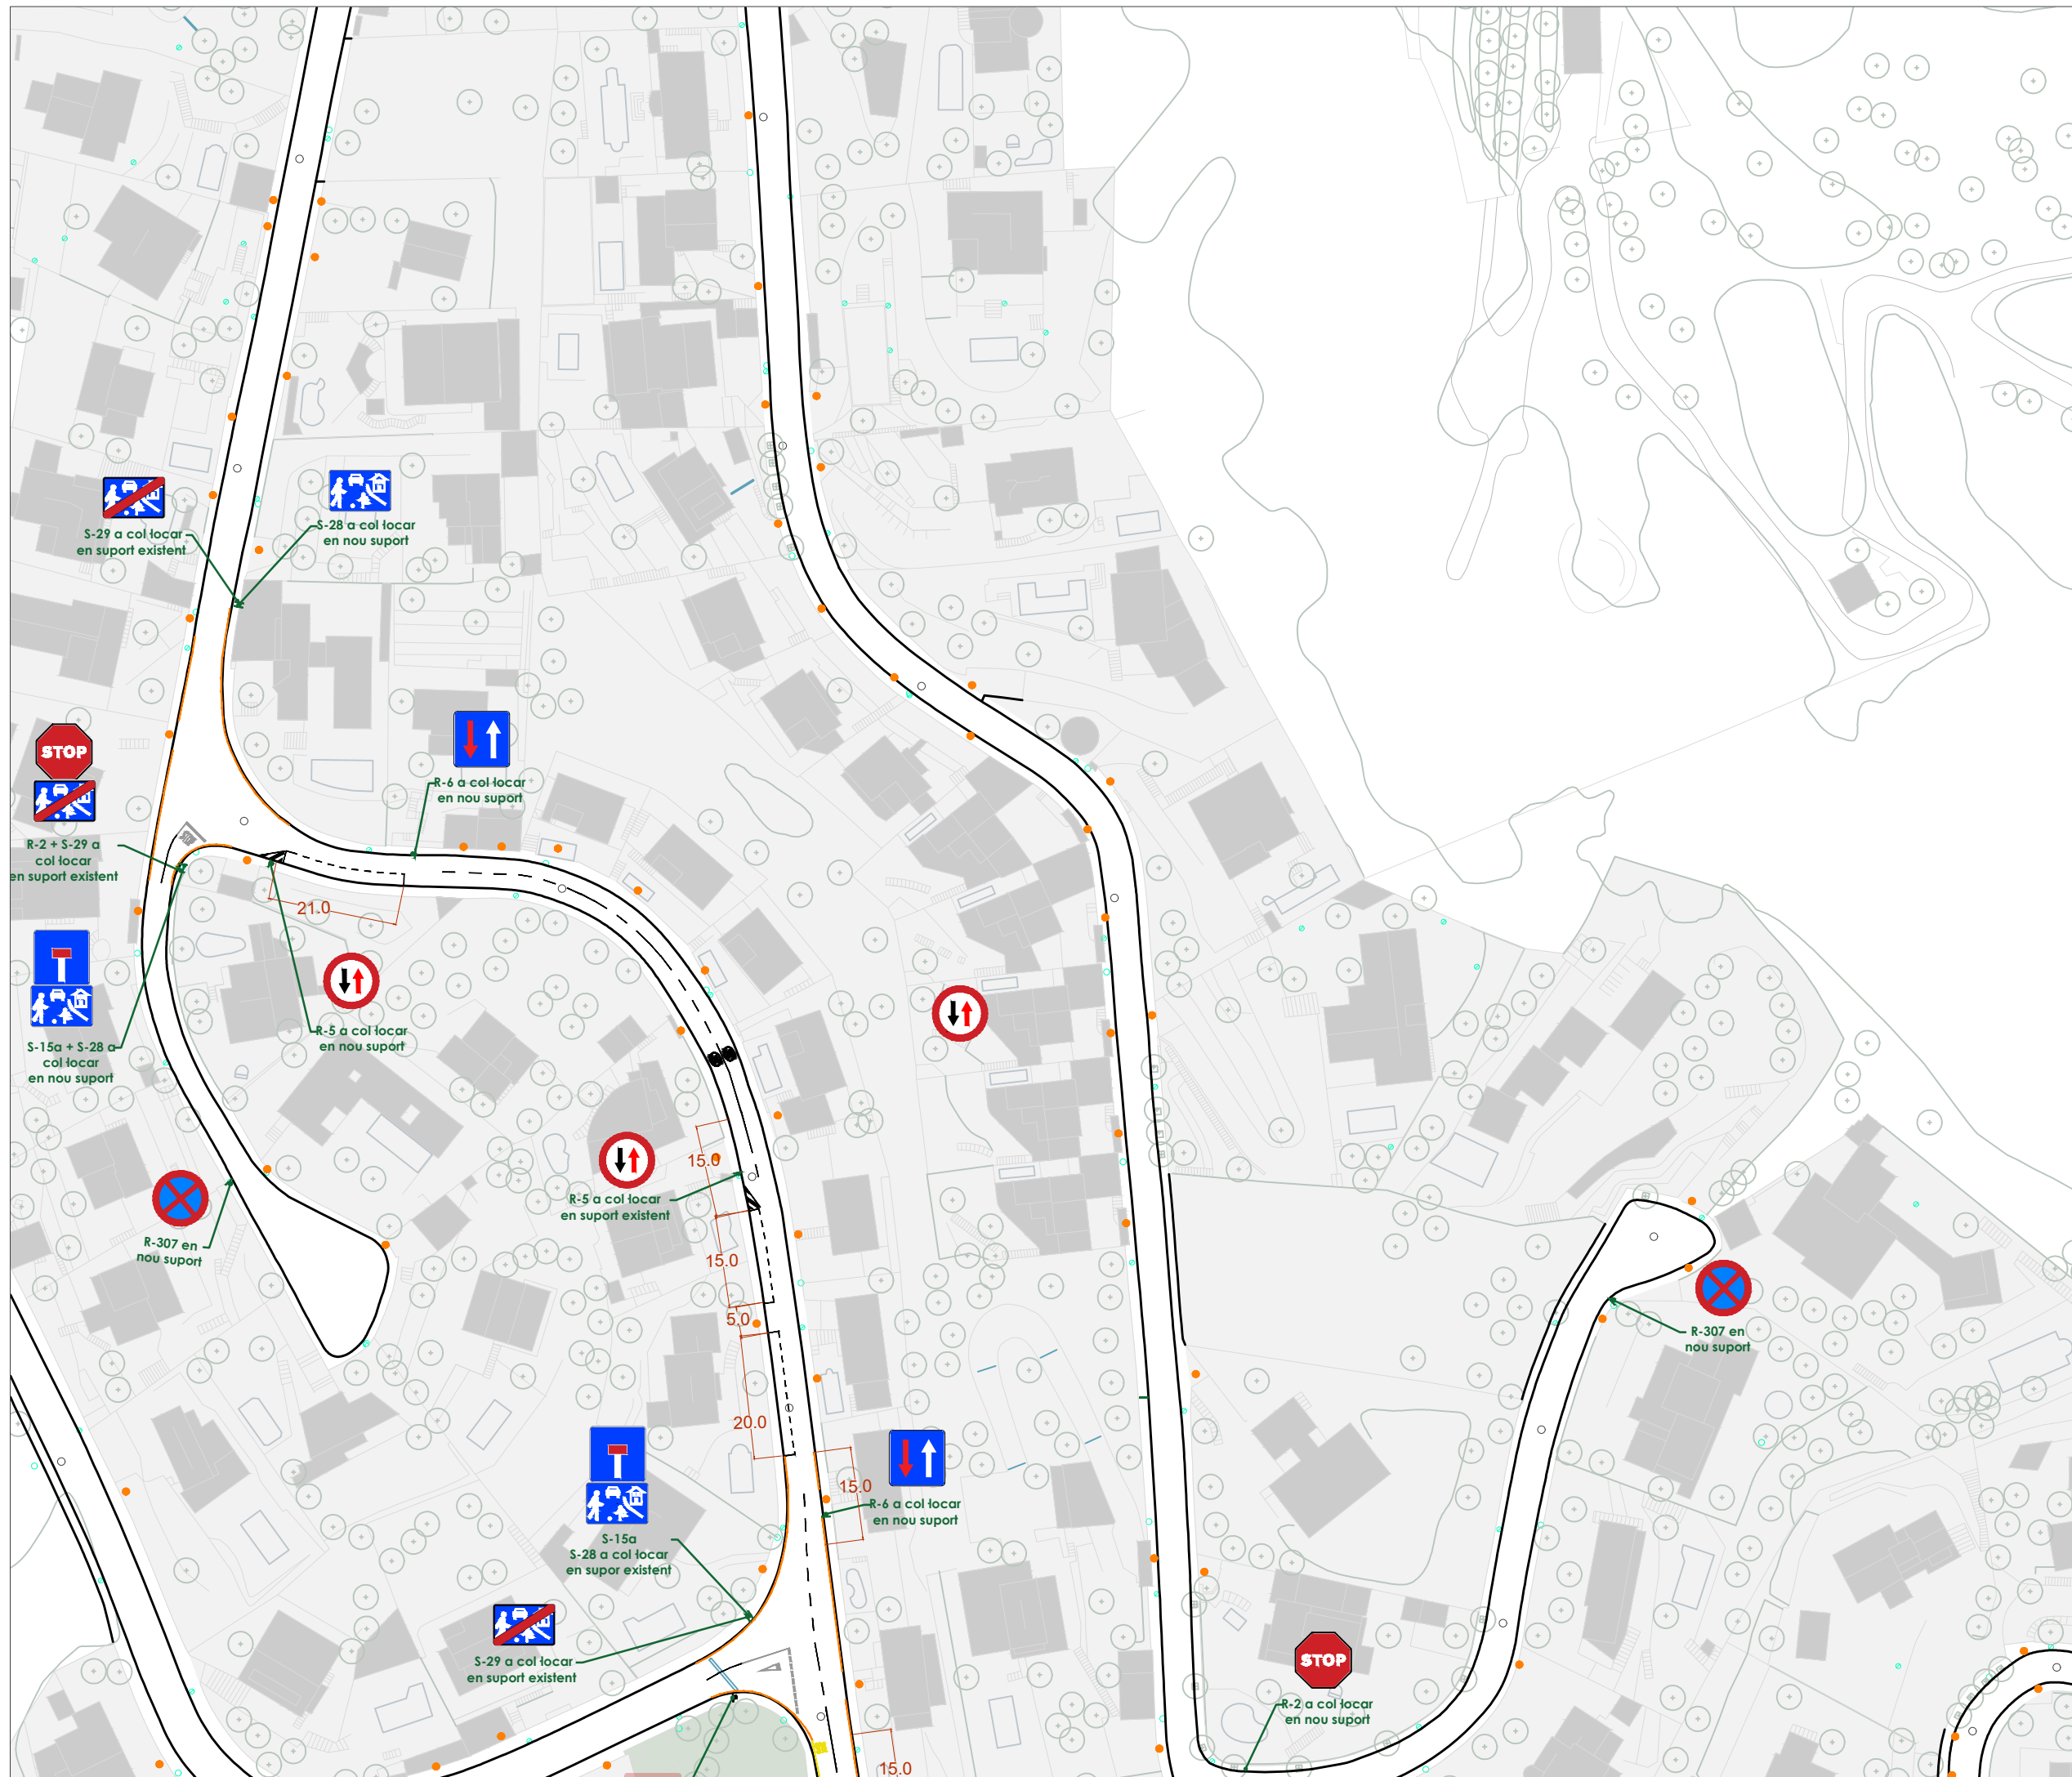 S-29 a col·locar
en suport existent
S-28 a col·locar
en nou suport
STOP
R-6 a col·locar
en nou suport
R-2 + S-29 a
col·locar
en suport existent
21.0
R-5 a col·locar
en nou suport
S-15a + S-28 a
col·locar
en nou suport
15.0
R-5 a col·locar
en suport existent
R-307 en
nou suport
15.0
5.0
R-307 en
nou suport
20.0
15.0
R-6 a col·locar
en nou suport
S-15a
S-28 a col·locar
en supor existent
S-29 a col·locar
en suport existent
STOP
R-2 a col·locar
en nou suport
15.0